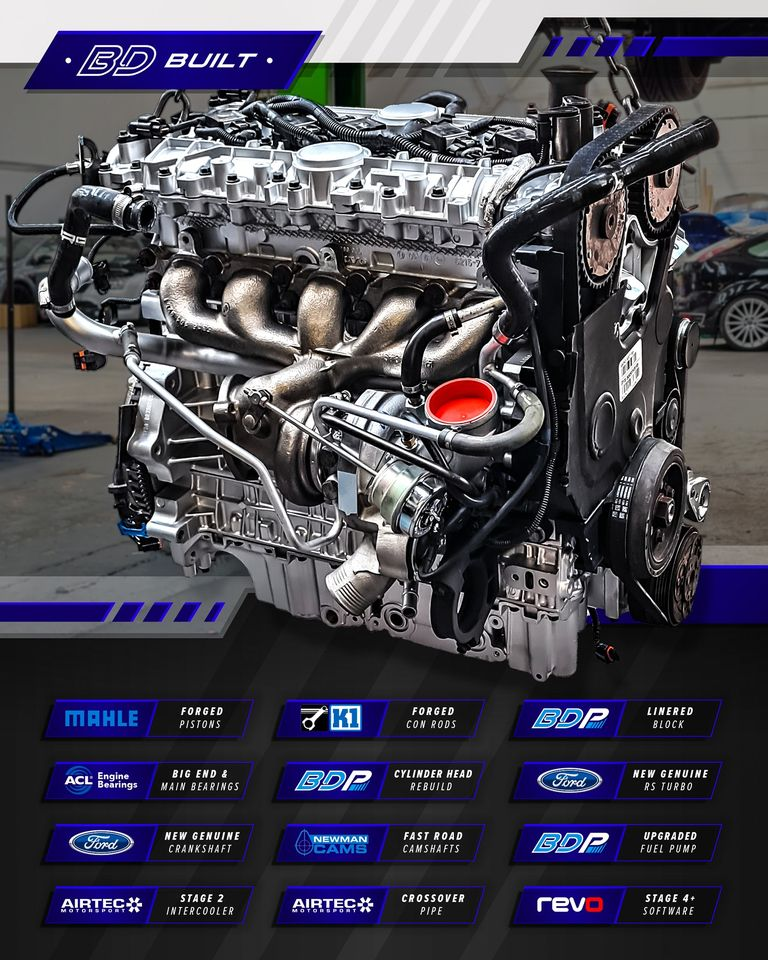 BD BUILT
MAHLE
FORGED
PISTONS
K1
FORGED
CON RODS
BDP
LINERED
BLOCK
ACL Engine
Bearings
BIG END &
MAIN BEARINGS
BDP
CYLINDER HEAD
REBUILD
Ford
NEW GENUINE
RS TURBO
Ford
NEW GENUINE
CRANKSHAFT
NEWMAN
CAMS
FAST ROAD
CAMSHAFTS
BDP
UPGRADED
FUEL PUMP
AIRTEC
MOTORSPORT
STAGE 2
INTERCOOLER
AIRTEC
MOTORSPORT
CROSSOVER
PIPE
revo
STAGE 4+
SOFTWARE